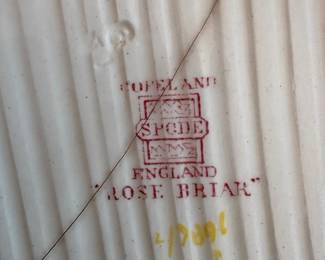 COPELAND
SPODE
ENGLAND
"ROSE BRIAR"